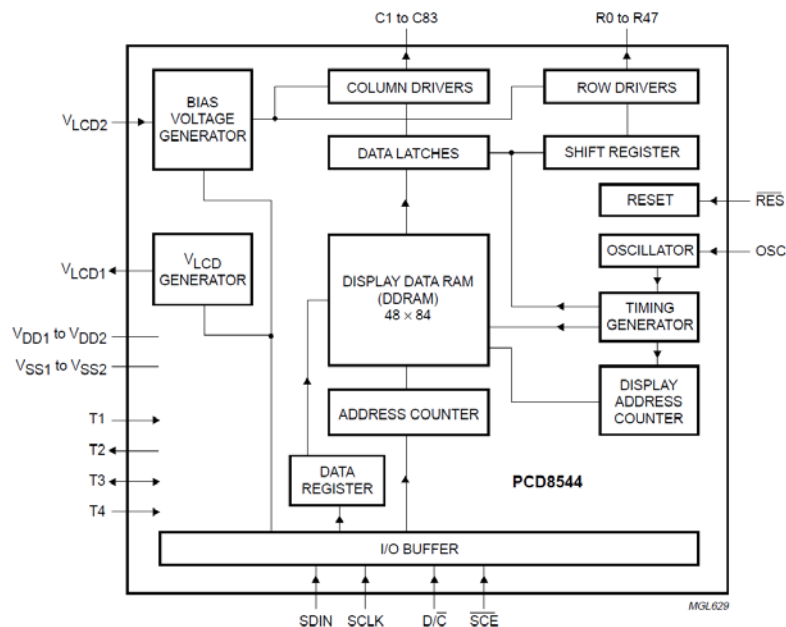 C1 to C83
R0 to R47
BIAS
VOLTAGE
GENERATOR
COLUMN DRIVERS
ROW DRIVERS
VLCD2
DATA LATCHES
SHIFT REGISTER
RESET
RES
VLCD1
VLCD
GENERATOR
DISPLAY DATA RAM
(DDRAM)
48 × 84
OSCILLATOR
OSC
TIMING
GENERATOR
VDD1 to VDD2
VSS1 to VSS2
DISPLAY
ADDRESS
COUNTER
T1
ADDRESS COUNTER
T2
T3
DATA
REGISTER
PCD8544
T4
I/O BUFFER
SDIN
SCLK
D/C
SCE
MGL629